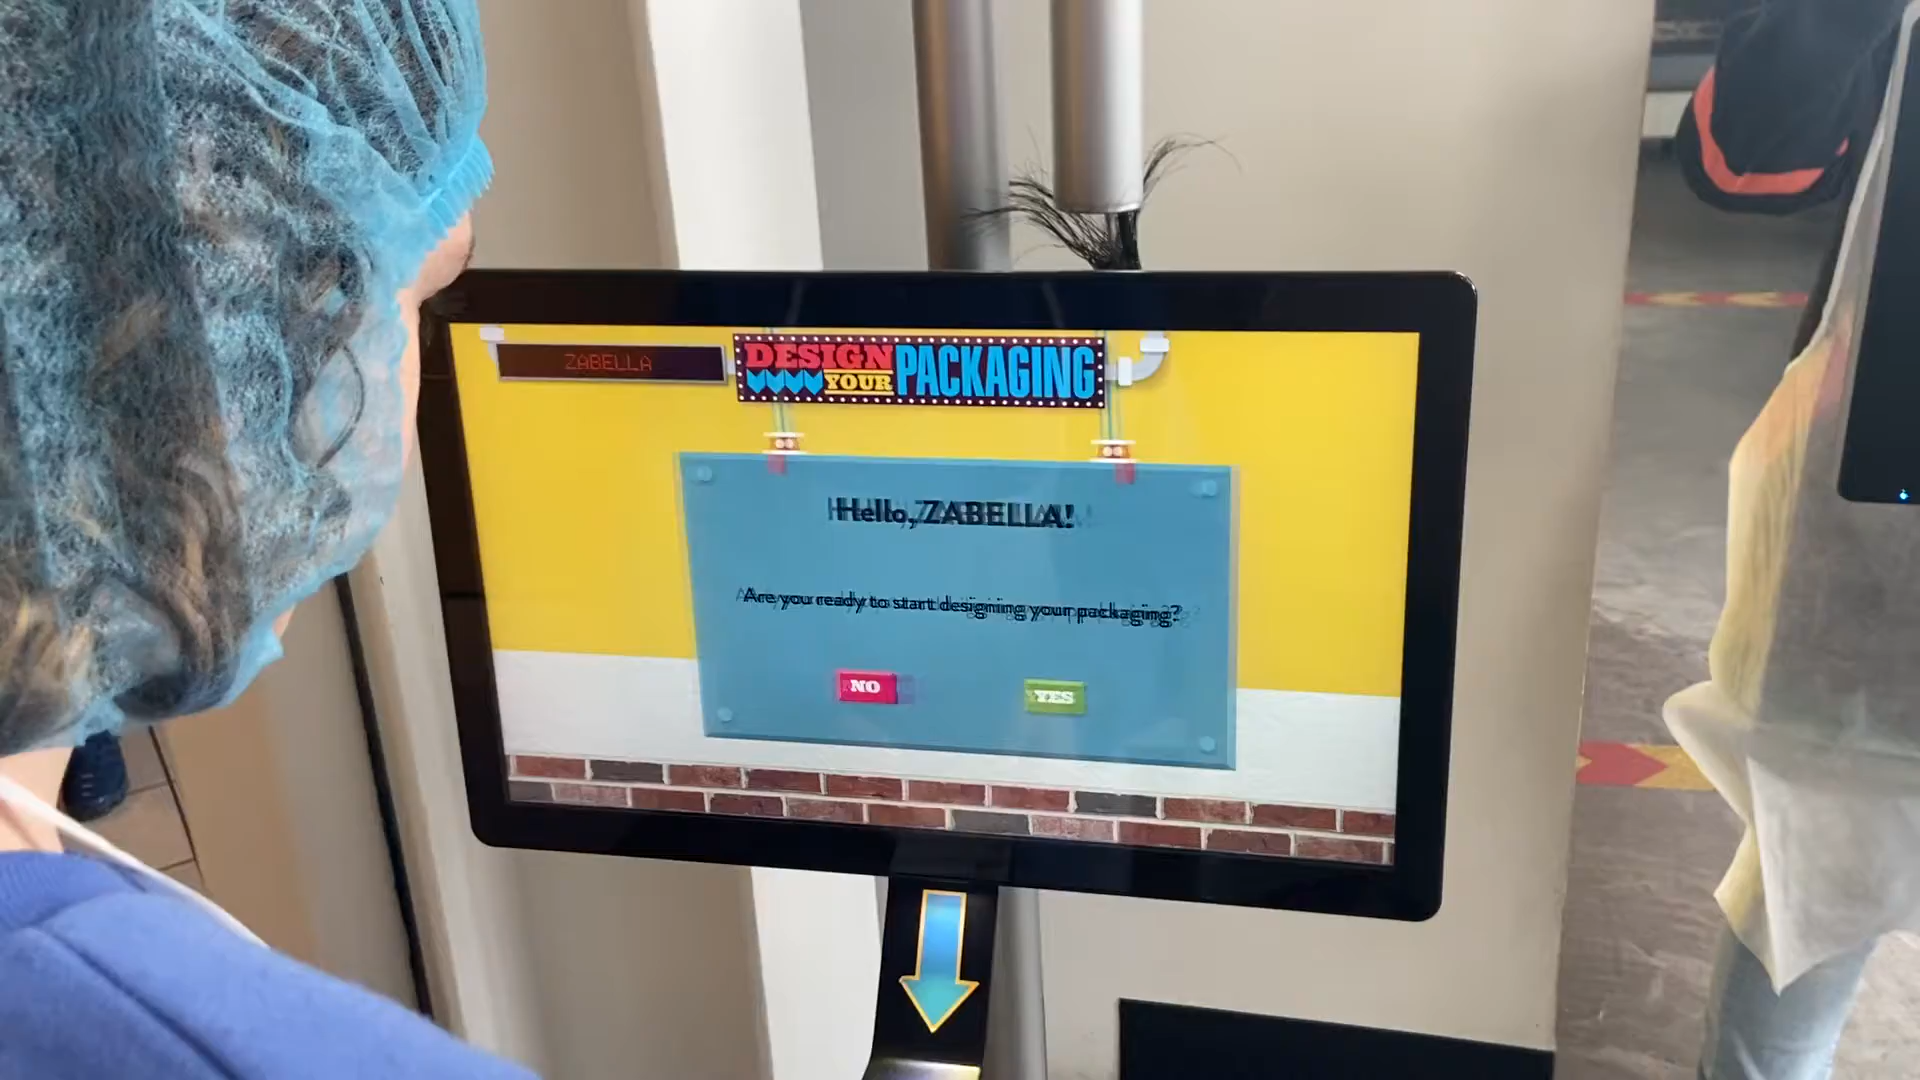 ZABELLA
DESIGN
YOUR
PACKAGING
Hello, ZABELLA!
Are you ready to start designing your packaging?
NO
YES